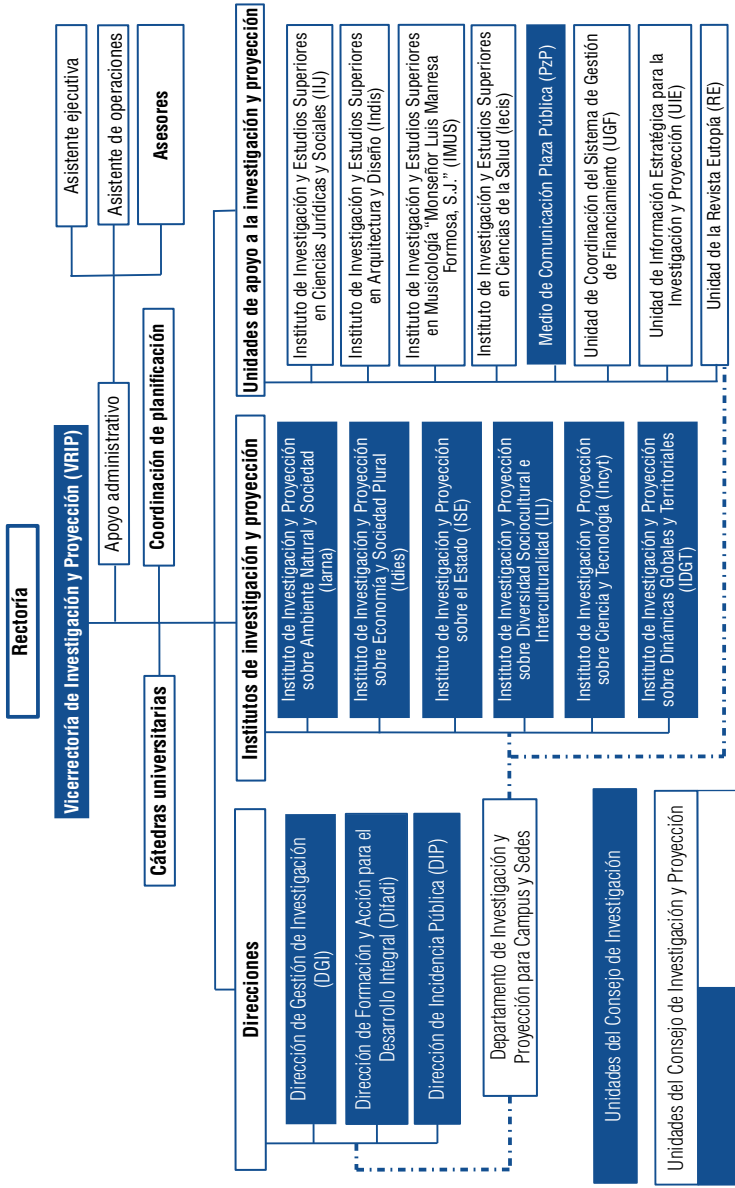 Rectoría
Vicerrectoría de Investigación y Proyección (VRIP)
Apoyo administrativo
Asistente ejecutiva
Asistente de operaciones
Asesores
Cátedras universitarias
Coordinación de planificación
Direcciones
Dirección de Gestión de Investigación
(DGI)
Dirección de Formación y Acción para el
Desarrollo Integral (Difadi)
Dirección de Incidencia Pública (DIP)
Departamento de Investigación y
Proyección para Campus y Sedes
Institutos de investigación y proyección
Instituto de Investigación y Proyección
sobre Ambiente Natural y Sociedad
(Iarna)
Instituto de Investigación y Proyección
sobre Economía y Sociedad Plural
(Idies)
Instituto de Investigación y Proyección
sobre el Estado (ISE)
Instituto de Investigación y Proyección
sobre Diversidad Sociocultural e
Interculturalidad (ILI)
Instituto de Investigación y Proyección
sobre Ciencia y Tecnología (Incyt)
Instituto de Investigación y Proyección
sobre Dinámicas Globales y Territoriales
(IDGT)
Unidades de apoyo a la investigación y proyección
Instituto de Investigación y Estudios Superiores
en Ciencias Jurídicas y Sociales (IIJ)
Instituto de Investigación y Estudios Superiores
en Arquitectura y Diseño (Indis)
Instituto de Investigación y Estudios Superiores
en Musicología “Monseñor Luis Manresa
Formosa, S.J.” (IMUS)
Instituto de Investigación y Estudios Superiores
en Ciencias de la Salud (Iecis)
Medio de Comunicación Plaza Pública (PzP)
Unidad de Coordinación del Sistema de Gestión
de Financiamiento (UGF)
Unidad de Información Estratégica para la
Investigación y Proyección (UIE)
Unidad de la Revista Eutopía (RE)
Unidades del Consejo de Investigación
Unidades del Consejo de Investigación y Proyección